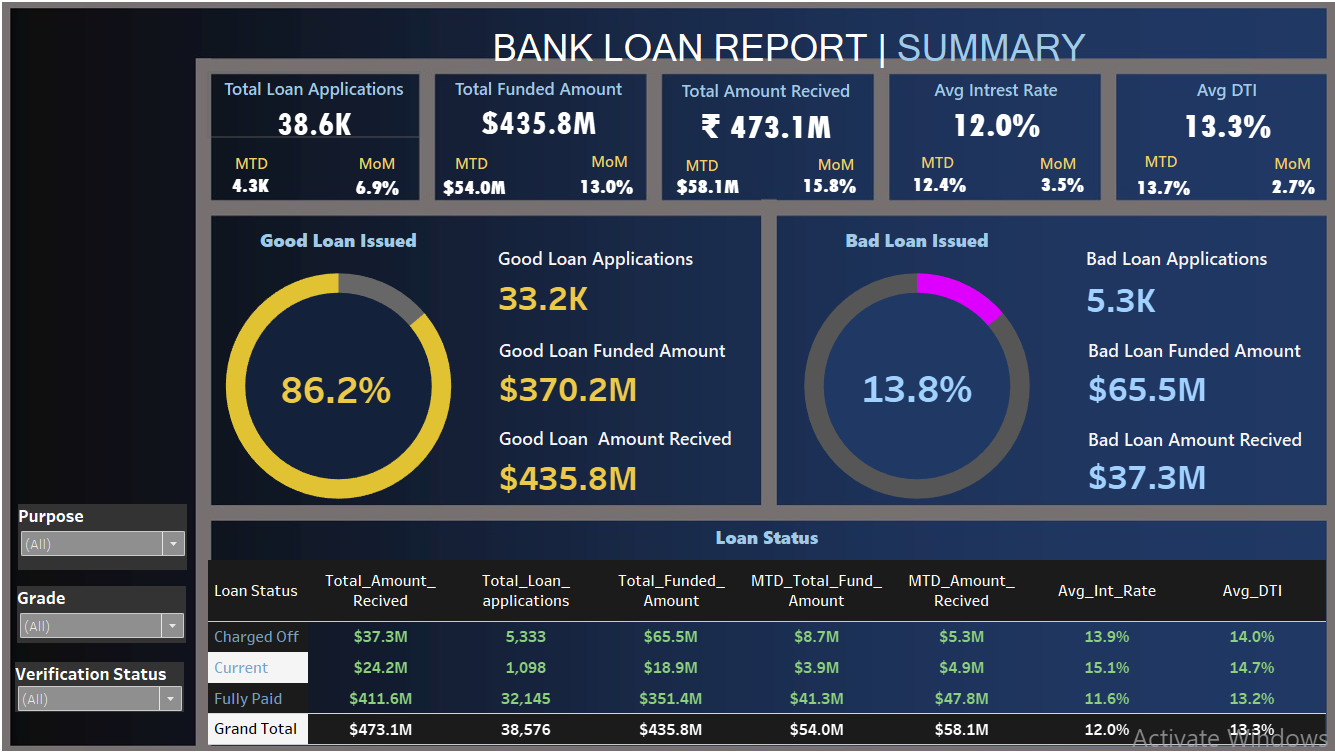 BANK LOAN REPORT | SUMMARY
Total Loan Applications
38.6K
MTD MoM
4.3K 6.9%
Total Funded Amount
$435.8M
MTD MoM
$54.0M 13.0%
Total Amount Recived
₹ 473.1M
MTD MoM
$58.1M 15.8%
Avg Intrest Rate
12.0%
MTD MoM
12.4% 3.5%
Avg DTI
13.3%
MTD MoM
13.7% 2.7%
Good Loan Issued
86.2%
Good Loan Applications
33.2K
Good Loan Funded Amount
$370.2M
Good Loan Amount Recived
$435.8M
Bad Loan Issued
13.8%
Bad Loan Applications
5.3K
Bad Loan Funded Amount
$65.5M
Bad Loan Amount Recived
$37.3M
Purpose
(All)
Grade
(All)
Verification Status
(All)
Loan Status
Loan Status Total_Amount_ Recived Total_Loan_ applications Total_Funded_ Amount MTD_Total_Fund_ Amount MTD_Amount_ Recived Avg_Int_Rate Avg_DTI
Charged Off $37.3M 5,333 $65.5M $8.7M $5.3M 13.9% 14.0%
Current $24.2M 1,098 $18.9M $3.9M $4.9M 15.1% 14.7%
Fully Paid $411.6M 32,145 $351.4M $41.3M $47.8M 11.6% 13.2%
Grand Total $473.1M 38,576 $435.8M $54.0M $58.1M 12.0% 13.3%
Activate Windows